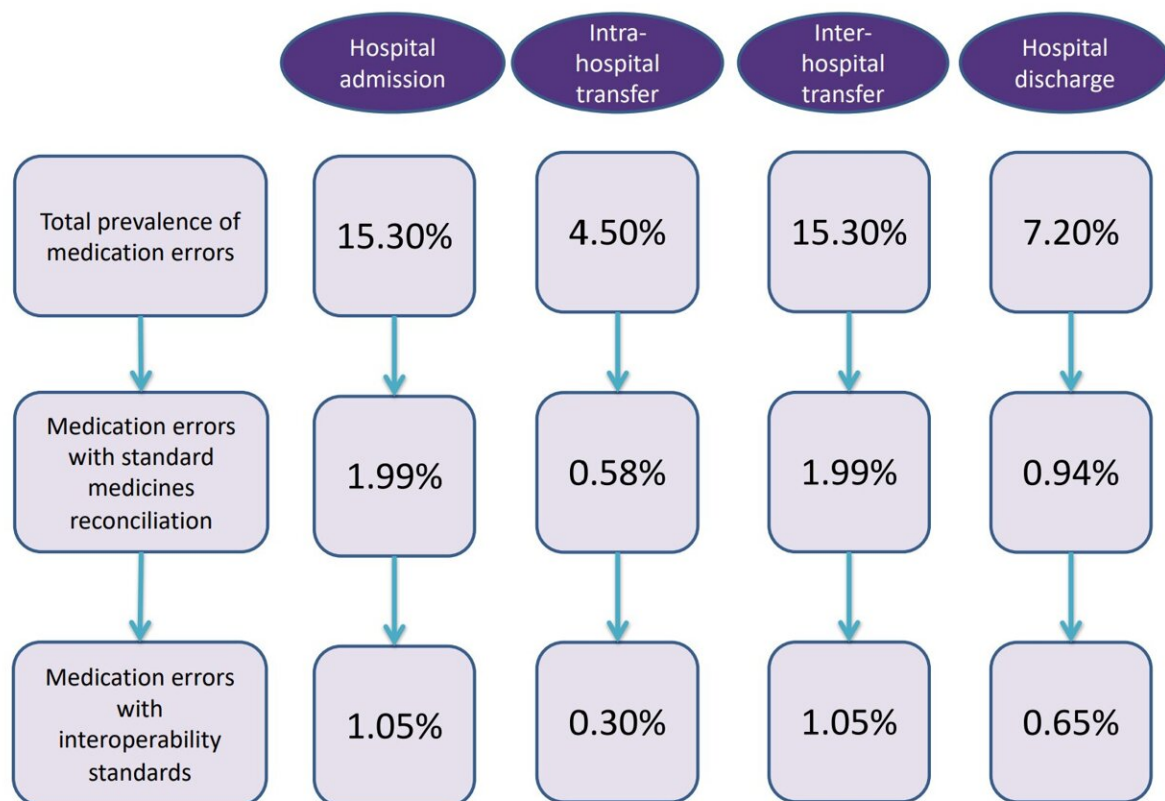 Hospital
admission
Intra-
hospital
transfer
Inter-
hospital
transfer
Hospital
discharge
Total prevalence of
medication errors
15.30%
4.50%
15.30%
7.20%
Medication errors
with standard
medicines
reconciliation
1.99%
0.58%
1.99%
0.94%
Medication errors
with
interoperability
standards
1.05%
0.30%
1.05%
0.65%